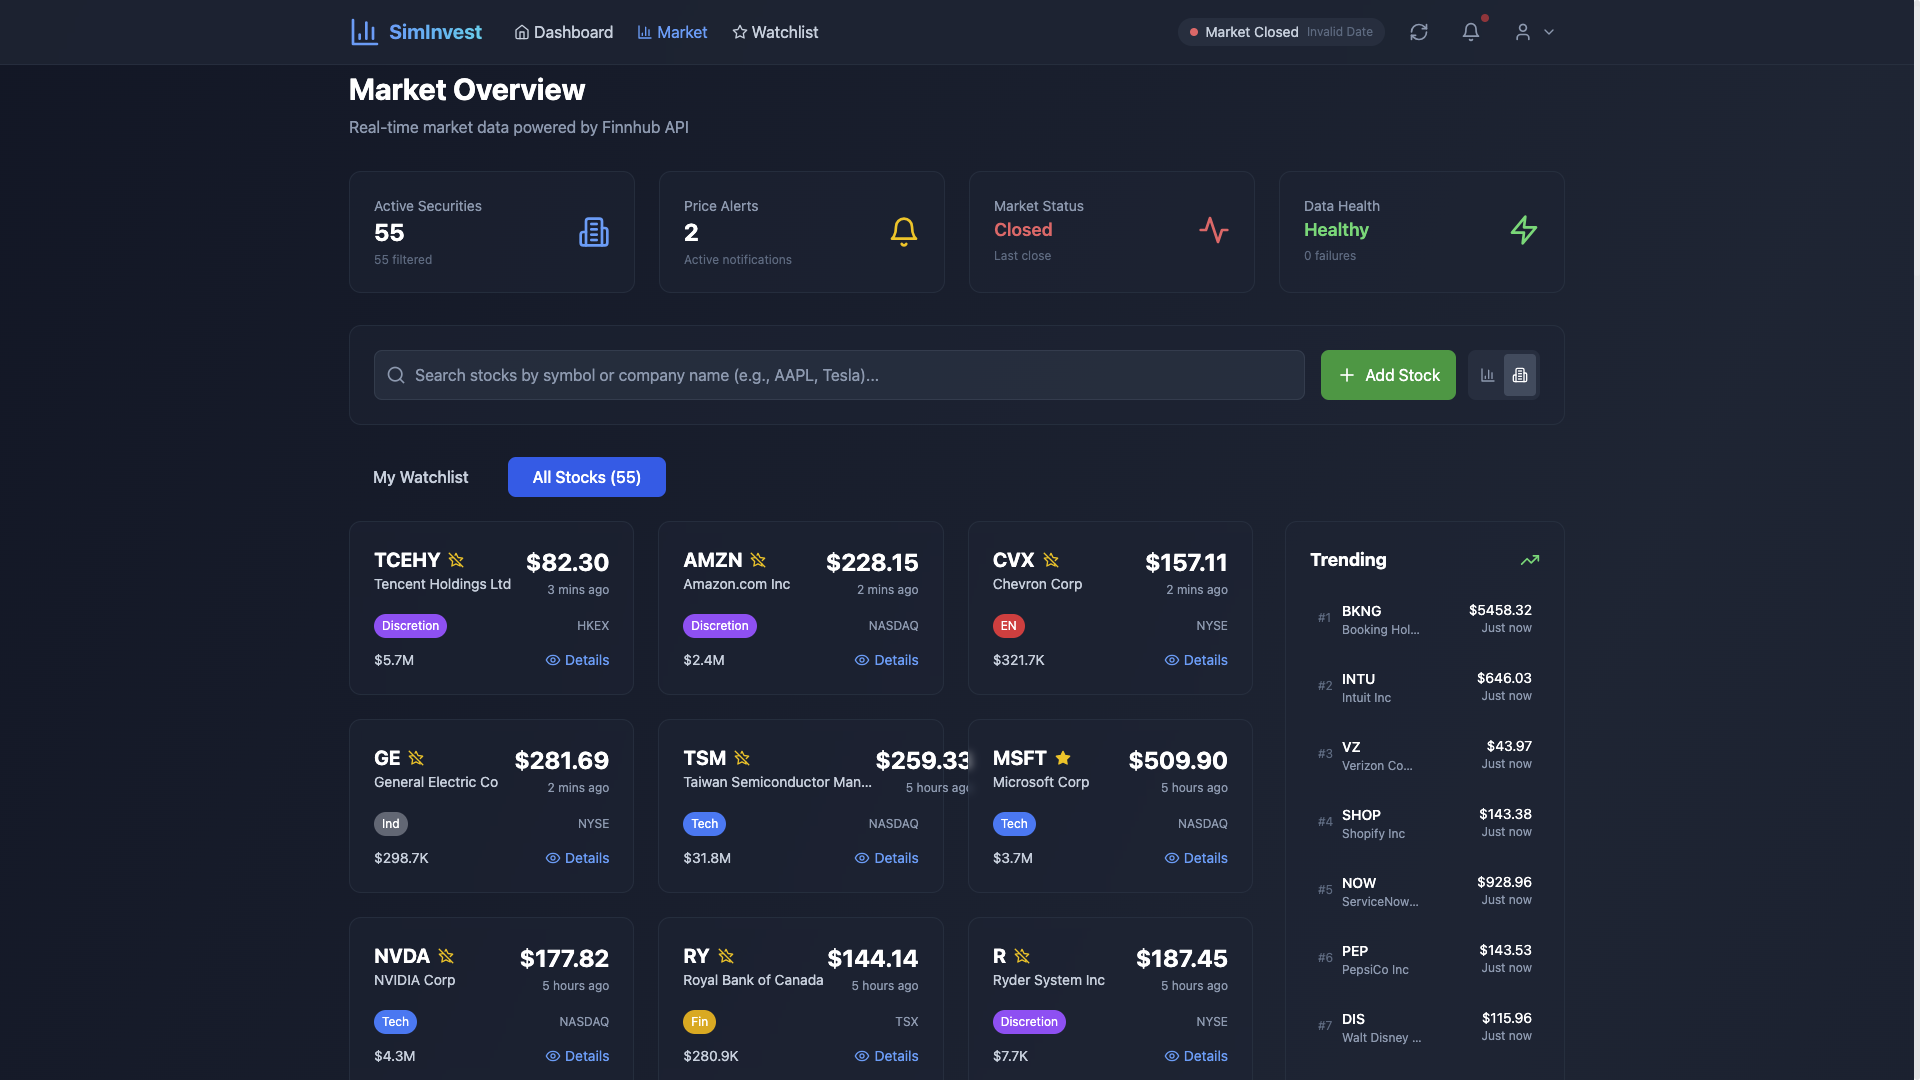 SimInvest
Dashboard
Market
Watchlist
Market Closed Invalid Date
Market Overview
Real-time market data powered by Finnhub API
Active Securities
55
55 filtered
Price Alerts
2
Active notifications
Market Status
Closed
Last close
Data Health
Healthy
0 failures
Search stocks by symbol or company name (e.g., AAPL, Tesla)...
Add Stock
My Watchlist
All Stocks (55)
TCEHY
$82.30
Tencent Holdings Ltd
3 mins ago
Discretion
HKEX
$5.7M
Details
AMZN
$228.15
Amazon.com Inc
2 mins ago
Discretion
NASDAQ
$2.4M
Details
CVX
$157.11
Chevron Corp
2 mins ago
EN
NYSE
$321.7K
Details
GE
$281.69
General Electric Co
2 mins ago
Ind
NYSE
$298.7K
Details
TSM
$259.33
Taiwan Semiconductor Man...
5 hours ago
Tech
NASDAQ
$31.8M
Details
MSFT
$509.90
Microsoft Corp
5 hours ago
Tech
NASDAQ
$3.7M
Details
NVDA
$177.82
NVIDIA Corp
5 hours ago
Tech
NASDAQ
$4.3M
Details
RY
$144.14
Royal Bank of Canada
5 hours ago
Fin
TSX
$280.9K
Details
R
$187.45
Ryder System Inc
5 hours ago
Discretion
NYSE
$7.7K
Details
Trending
#1
BKNG
$5458.32
Booking Hol...
Just now
#2
INTU
$646.03
Intuit Inc
Just now
#3
VZ
$43.97
Verizon Co...
Just now
#4
SHOP
$143.38
Shopify Inc
Just now
#5
NOW
$928.96
ServiceNow...
Just now
#6
PEP
$143.53
PepsiCo Inc
Just now
#7
DIS
$115.96
Walt Disney ...
Just now